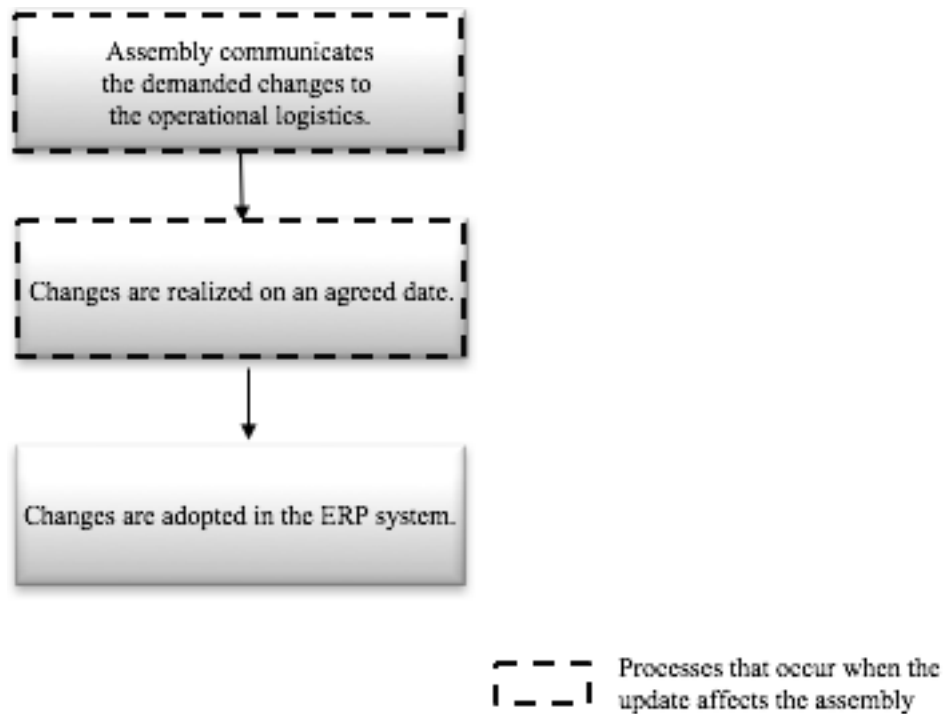 Assembly communicates
the demanded changes to
the operational logistics.
Changes are realized on an agreed date.
Changes are adopted in the ERP system.
Processes that occur when the
update affects the assembly